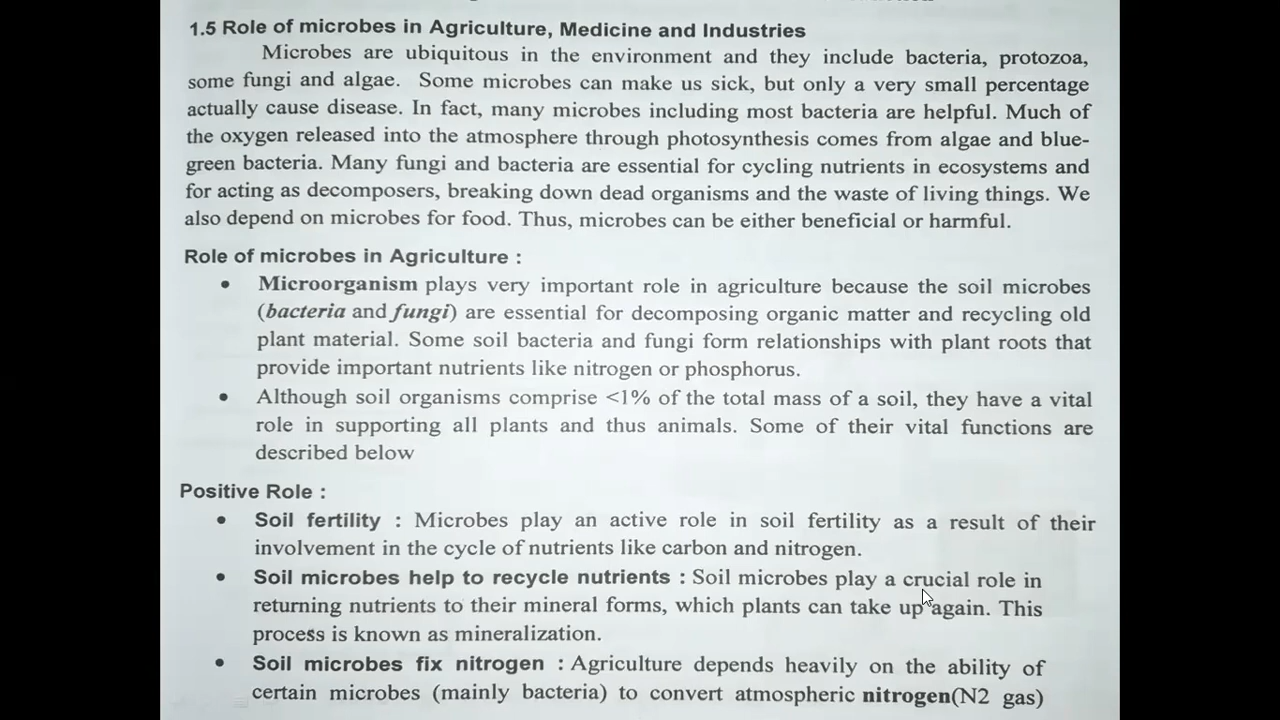 1.5 Role of microbes in Agriculture, Medicine and Industries
Microbes are ubiquitous in the environment and they include bacteria, protozoa,
some fungi and algae. Some microbes can make us sick, but only a very small percentage
actually cause disease. In fact, many microbes including most bacteria are helpful. Much of
the oxygen released into the atmosphere through photosynthesis comes from algae and blue-
green bacteria. Many fungi and bacteria are essential for cycling nutrients in ecosystems and
for acting as decomposers, breaking down dead organisms and the waste of living things. We
also depend on microbes for food. Thus, microbes can be either beneficial or harmful.
Role of microbes in Agriculture :
• Microorganism plays very important role in agriculture because the soil microbes
(bacteria and fungi) are essential for decomposing organic matter and recycling old
plant material. Some soil bacteria and fungi form relationships with plant roots that
provide important nutrients like nitrogen or phosphorus.
• Although soil organisms comprise <1% of the total mass of a soil, they have a vital
role in supporting all plants and thus animals. Some of their vital functions are
described below
Positive Role :
• Soil fertility : Microbes play an active role in soil fertility as a result of their
involvement in the cycle of nutrients like carbon and nitrogen.
• Soil microbes help to recycle nutrients : Soil microbes play a crucial role in
returning nutrients to their mineral forms, which plants can take up again. This
process is known as mineralization.
• Soil microbes fix nitrogen : Agriculture depends heavily on the ability of
certain microbes (mainly bacteria) to convert atmospheric nitrogen(N2 gas)